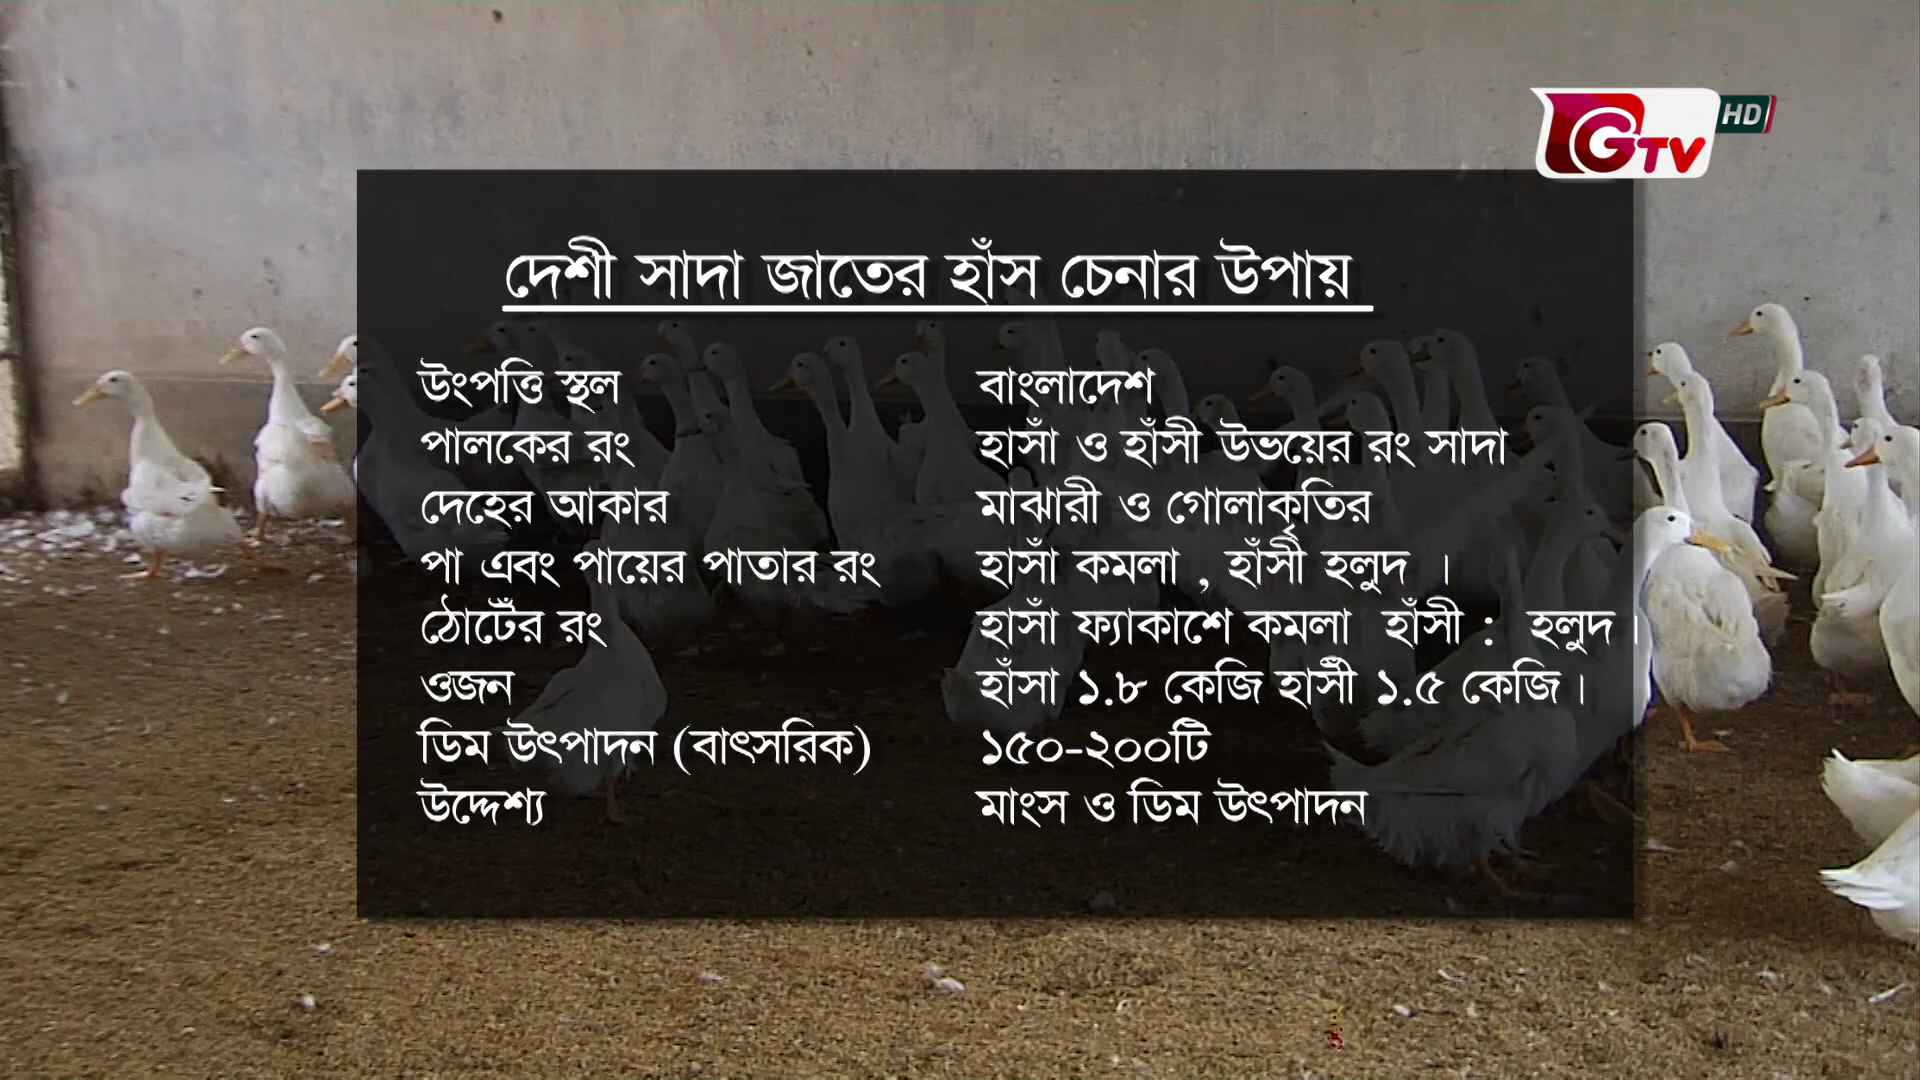 GTV HD
দেশী সাদা জাতের হাঁস চেনার উপায়
উংপত্তি স্থল বাংলাদেশ
পালকের রং হাসাঁ ও হাঁসী উভয়ের রং সাদা
দেহের আকার মাঝারী ও গোলাকৃতির
পা এবং পায়ের পাতার রং হাসাঁ কমলা , হাঁসী হলুদ ।
ঠোটেঁর রং হাসাঁ ফ্যাকাশে কমলা হাঁসী : হলুদ ।
ওজন হাঁসা ১.৮ কেজি হাসীঁ ১.৫ কেজি ।
ডিম উৎপাদন (বাৎসরিক) ১৫০-২০০টি
উদ্দেশ্য মাংস ও ডিম উৎপাদন